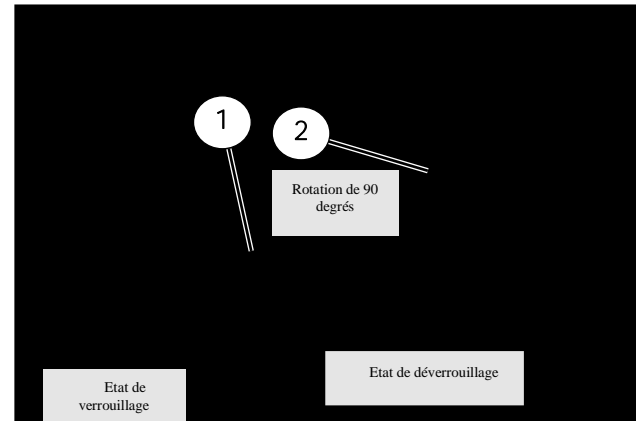 1
2
Rotation de 90
degrés
Etat de déverrouillage
Etat de
verrouillage